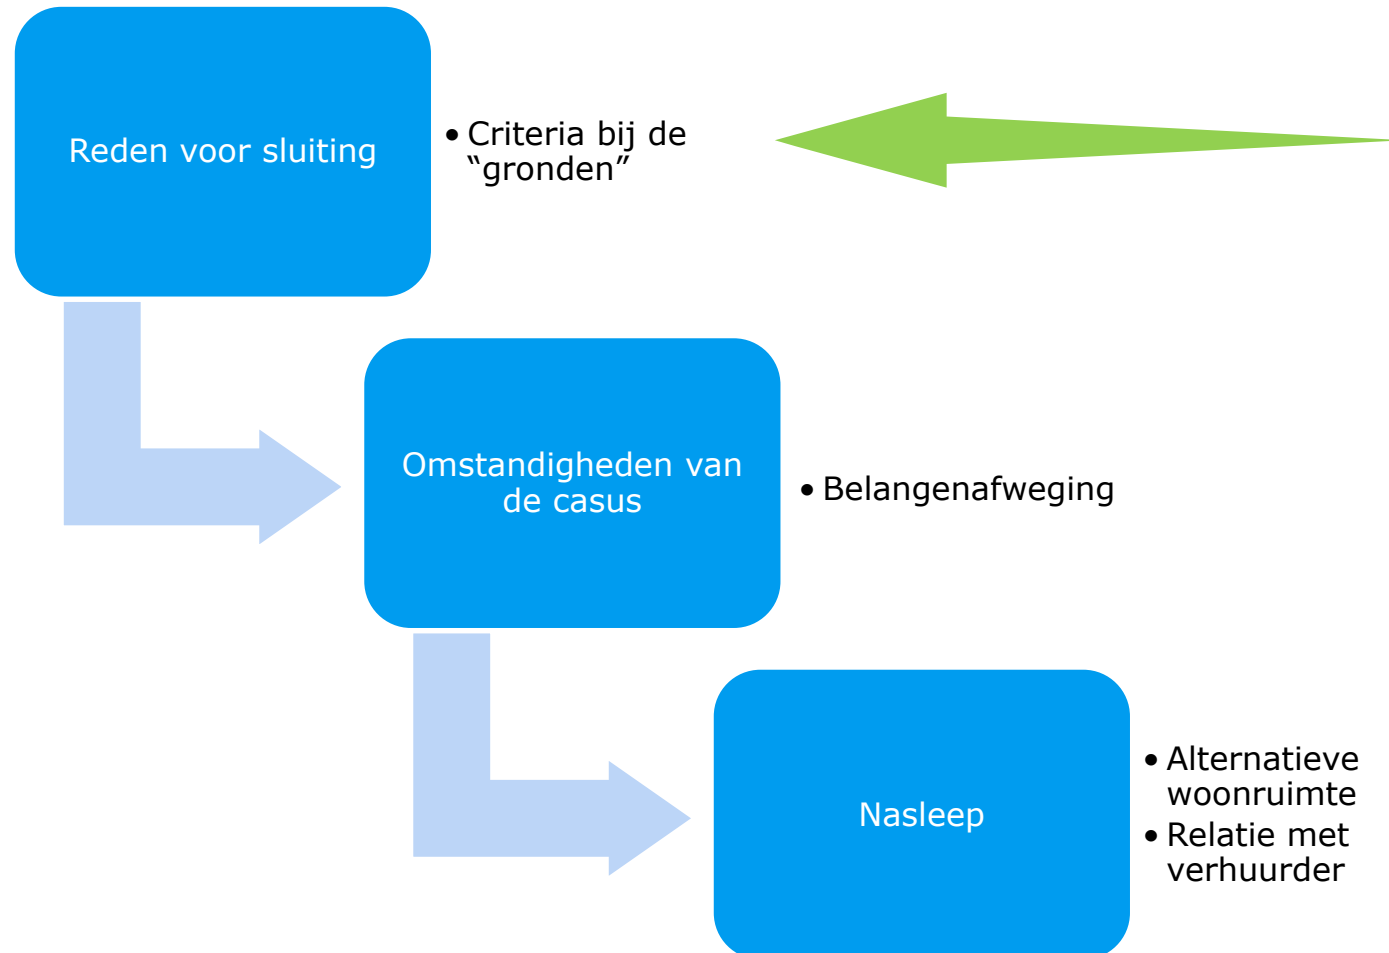 Reden voor sluiting
• Criteria bij de
“gronden”
Omstandigheden van
de casus
• Belangenafweging
Nasleep
• Alternatieve
woonruimte
• Relatie met
verhuurder